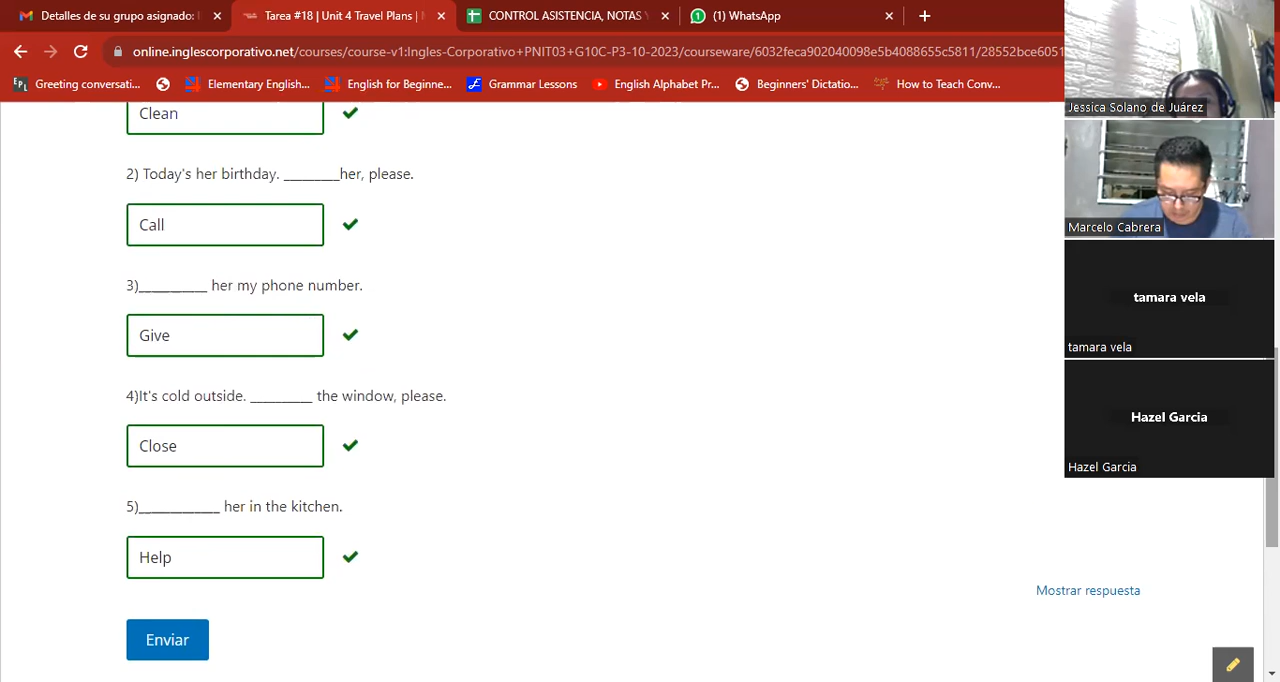 Detalles de su grupo asignado:
Tarea #18 | Unit 4 Travel Plans |
CONTROL ASISTENCIA, NOTAS Y
(1) WhatsApp
online.inglescorporativo.net/courses/course-v1:Ingles-Corporativo+PNIT03+G10C-P3-10-2023/courseware/6032feca902040098e5b4088655c5811/28552bce6051
Greeting conversati...
Elementary English...
English for Beginne...
Grammar Lessons
English Alphabet Pr...
Beginners' Dictatio...
How to Teach Conv...
Clean
2) Today's her birthday. _________her, please.
Call
3)___________ her my phone number.
Give
4)It's cold outside. __________ the window, please.
Close
5)_____________ her in the kitchen.
Help
Mostrar respuesta
Enviar
Jessica Solano de Juárez
Marcelo Cabrera
tamara vela
tamara vela
Hazel Garcia
Hazel Garcia